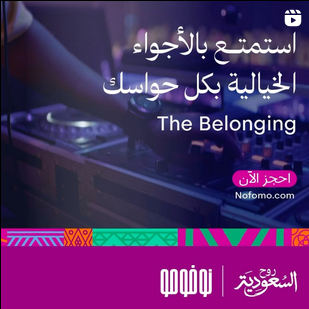 استمتع بالأجواء
الخيالية بكل حواسك
The Belonging
احجز الآن
Nofomo.com
نوفومو
روح السعودية